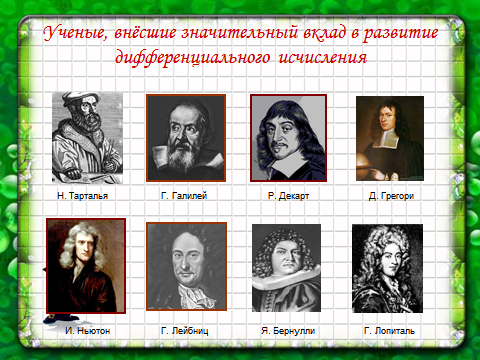 Ученые, внёсшие значительный вклад в развитие
дифференциального исчисления
Н. Тарталья
Г. Галилей
Р. Декарт
Д. Грегори
И. Ньютон
Г. Лейбниц
Я. Бернулли
Г. Лопиталь